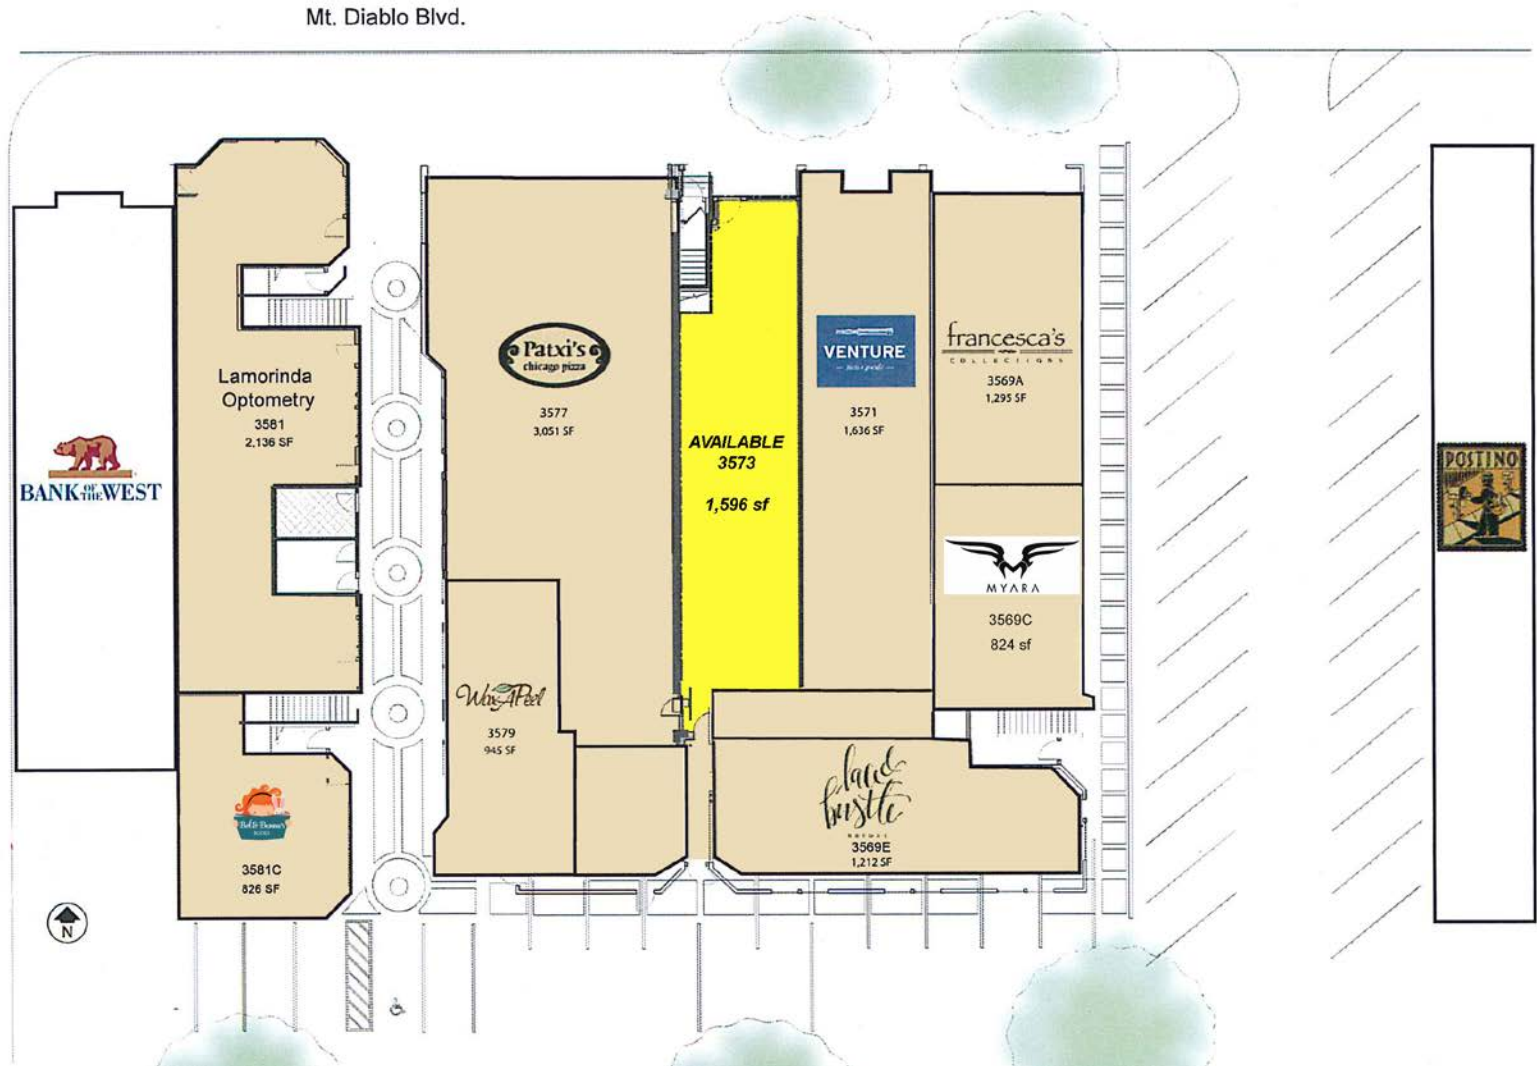 Mt. Diablo Blvd.
BANK OF THE WEST
Lamorinda
Optometry
3581
2,136 SF
Patxi's
chicago pizza
3577
3,051 SF
AVAILABLE
3573
1,596 sf
VENTURE
3571
1,636 SF
francesca's
COLLECTIONS
3569A
1,295 SF
POSTINO
MYARA
3569C
824 sf
WaxAPeel
3579
945 SF
lace &
bustle
3569E
1,212 SF
3581C
826 SF
N